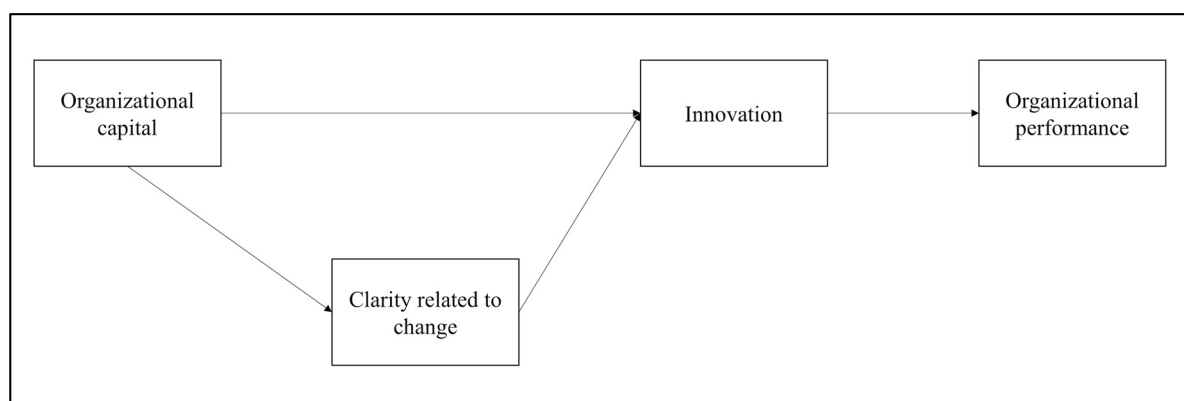 Organizational
capital
Innovation
Organizational
performance
Clarity related to
change